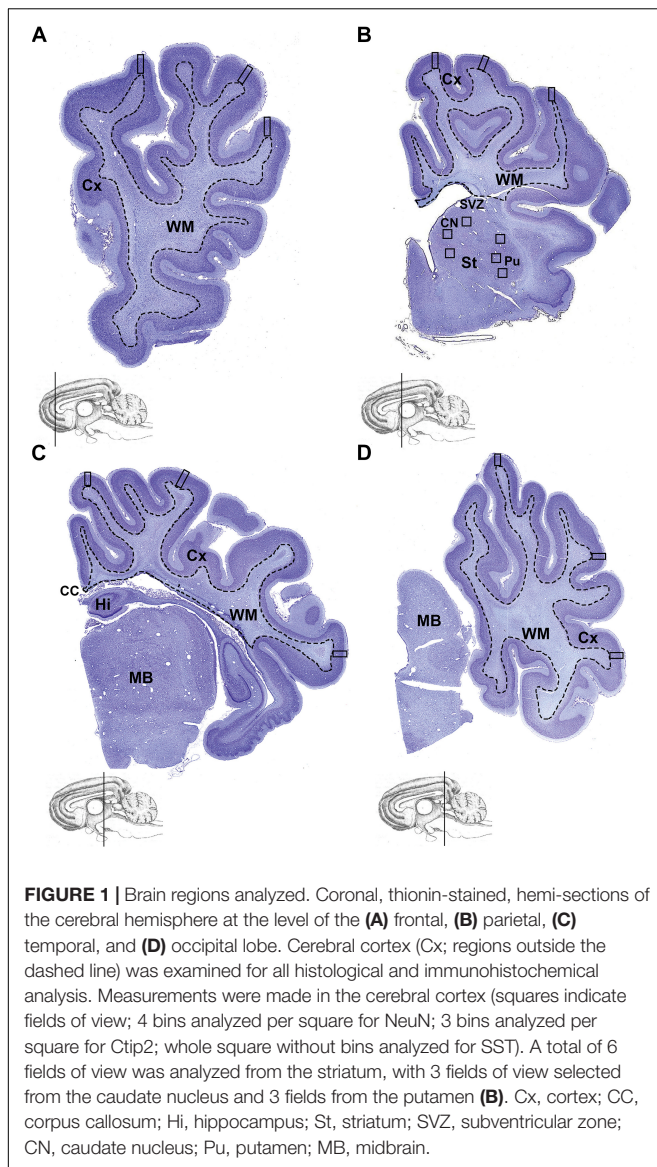 A
B
Cx
Cx
WM
WM
SVZ
CN
St
Pu
C
D
Cx
CC
Hi
WM
MB
MB
WM
Cx
FIGURE 1 | Brain regions analyzed. Coronal, thionin-stained, hemi-sections of
the cerebral hemisphere at the level of the (A) frontal, (B) parietal, (C)
temporal, and (D) occipital lobe. Cerebral cortex (Cx; regions outside the
dashed line) was examined for all histological and immunohistochemical
analysis. Measurements were made in the cerebral cortex (squares indicate
fields of view; 4 bins analyzed per square for NeuN; 3 bins analyzed per
square for Ctip2; whole square without bins analyzed for SST). A total of 6
fields of view was analyzed from the striatum, with 3 fields of view selected
from the caudate nucleus and 3 fields from the putamen (B). Cx, cortex; CC,
corpus callosum; Hi, hippocampus; St, striatum; SVZ, subventricular zone;
CN, caudate nucleus; Pu, putamen; MB, midbrain.